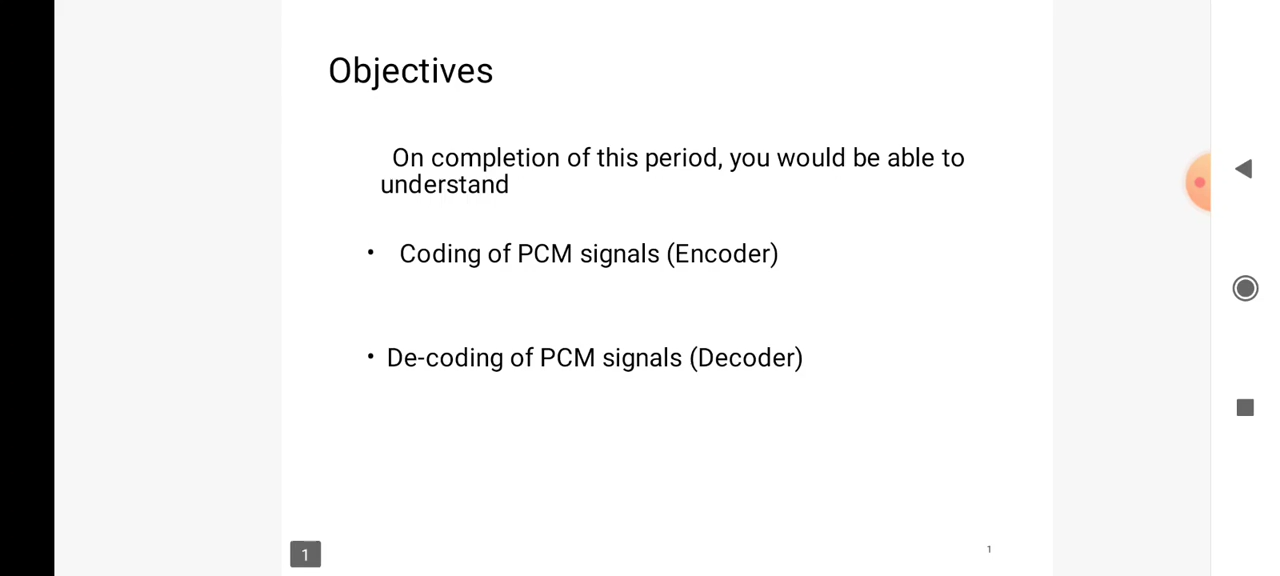 Objectives
On completion of this period, you would be able to
understand
• Coding of PCM signals (Encoder)
• De-coding of PCM signals (Decoder)
1
1